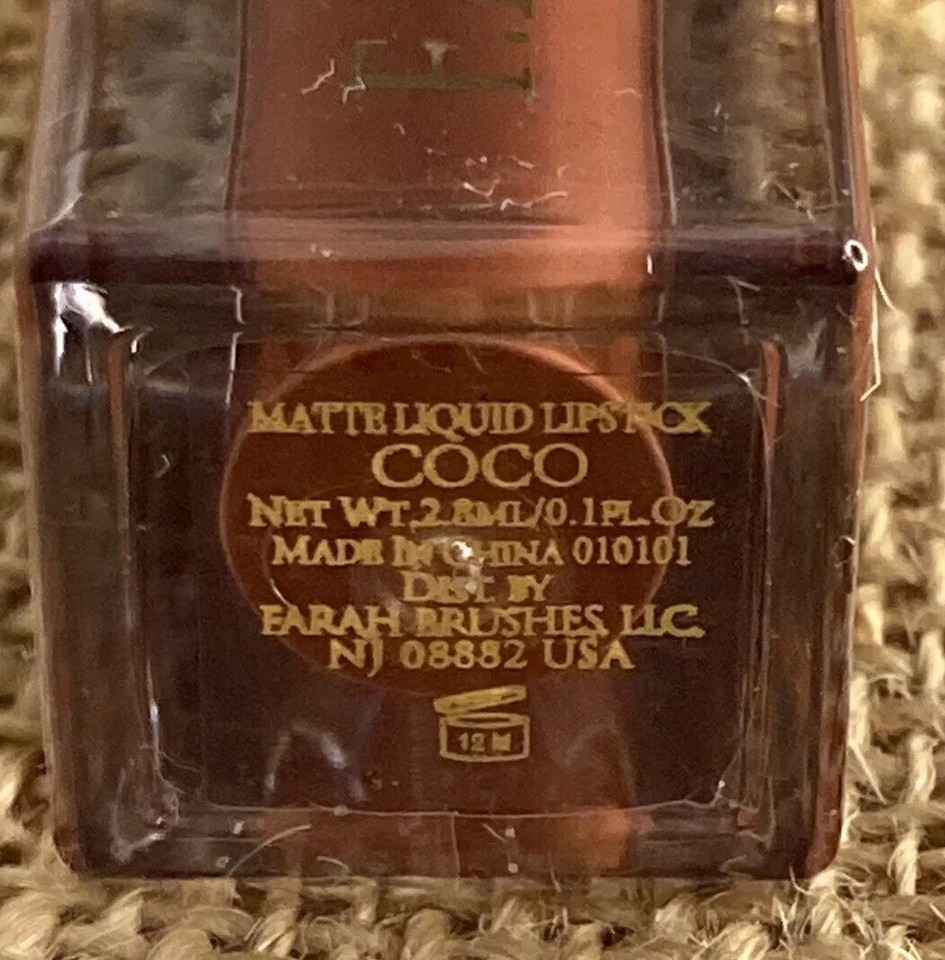 MATTE LIQUID LIPSTICK
COCO
NET WT.2.8ML/0.1FL.OZ
MADE IN CHINA 010101
DIST. BY
FARAH BRUSHES, LLC.
NJ 08882 USA
12 M